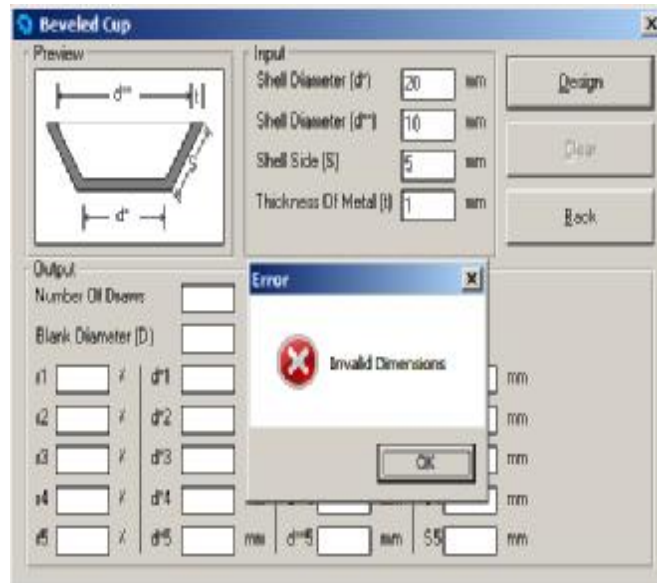 Beveled Cup
Preview
d**
t
S
d*
Input
Shell Diameter (d*) 20 mm
Shell Diameter (d**) 10 mm
Shell Side (S) 5 mm
Thickness Of Metal (t) 1 mm
Design
Clear
Back
Output
Number Of Draws
Blank Diameter (D)
r1 % d*1 mm
r2 % d*2 mm
r3 % d*3 mm
r4 % d*4 mm
r5 % d*5 mm d**5 mm S5 mm
Error
Invalid Dimensions
OK